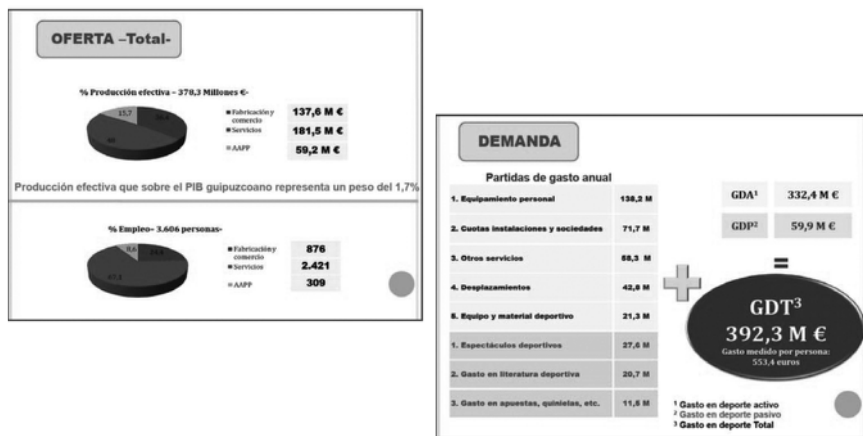 OFERTA –Total-
% Producción efectiva – 378,3 Millones €-
15,7
Fabricación y comercio 137,6 M €
Servicios 181,5 M €
AAPP 59,2 M €
Producción efectiva que sobre el PIB guipuzcoano representa un peso del 1,7%
% Empleo– 3.606 personas-
8,6
67,1
Fabricación y comercio 876
Servicios 2.421
AAPP 309
DEMANDA
Partidas de gasto anual
1. Equipamiento personal 138,2 M
2. Cuotas instalaciones y sociedades 71,7 M
3. Otros servicios 58,3 M
4. Desplazamientos 42,8 M
5. Equipo y material deportivo 21,3 M
1. Espectáculos deportivos 27,6 M
2. Gasto en literatura deportiva 20,7 M
3. Gasto en apuestas, quinielas, etc. 11,5 M
GDA¹ 332,4 M €
GDP² 59,9 M €
=
GDT³
392,3 M €
Gasto medido por persona:
553,4 euros
¹ Gasto en deporte activo
² Gasto en deporte pasivo
³ Gasto en deporte Total